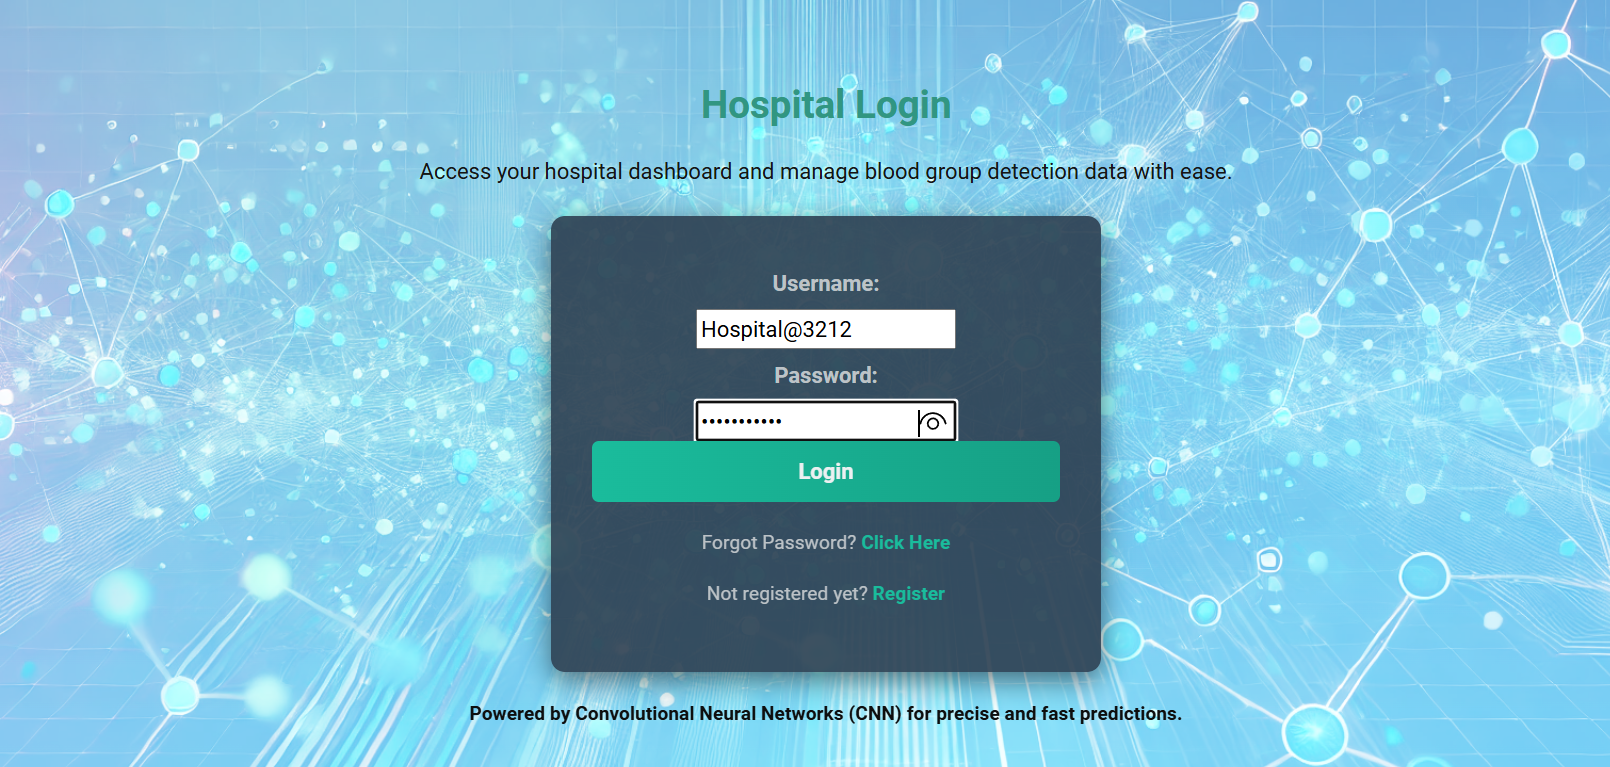 Hospital Login
Access your hospital dashboard and manage blood group detection data with ease.
Username:
Hospital@3212
Password:
•••••••••••
Login
Forgot Password? Click Here
Not registered yet? Register
Powered by Convolutional Neural Networks (CNN) for precise and fast predictions.